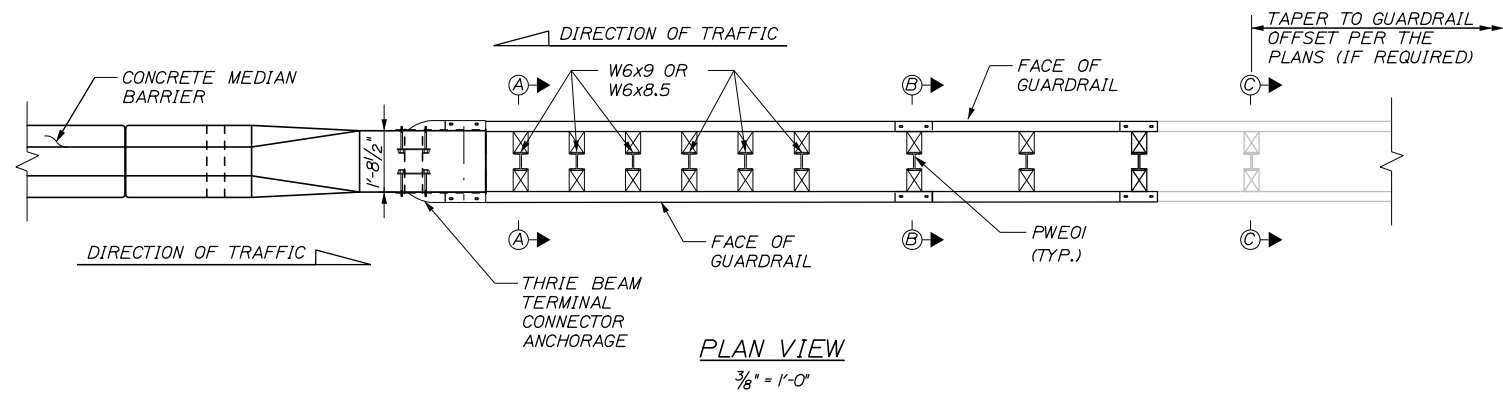 TAPER TO GUARDRAIL
OFFSET PER THE
PLANS (IF REQUIRED)
DIRECTION OF TRAFFIC
CONCRETE MEDIAN
BARRIER
W6x9 OR
W6x8.5
FACE OF
GUARDRAIL
A
B
C
1'-8½"
A
B
C
DIRECTION OF TRAFFIC
FACE OF
GUARDRAIL
PWE01
(TYP.)
THRIE BEAM
TERMINAL
CONNECTOR
ANCHORAGE
PLAN VIEW
⅜" = 1'-0"